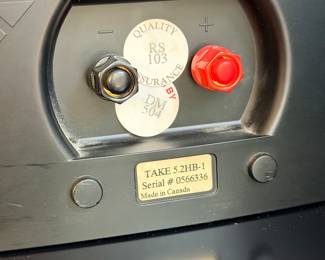 QUALITY
- +
RS
103
ASSURANCE
BY
DM
504
TAKE 5.2HB-1
Serial # 0566336
Made in Canada